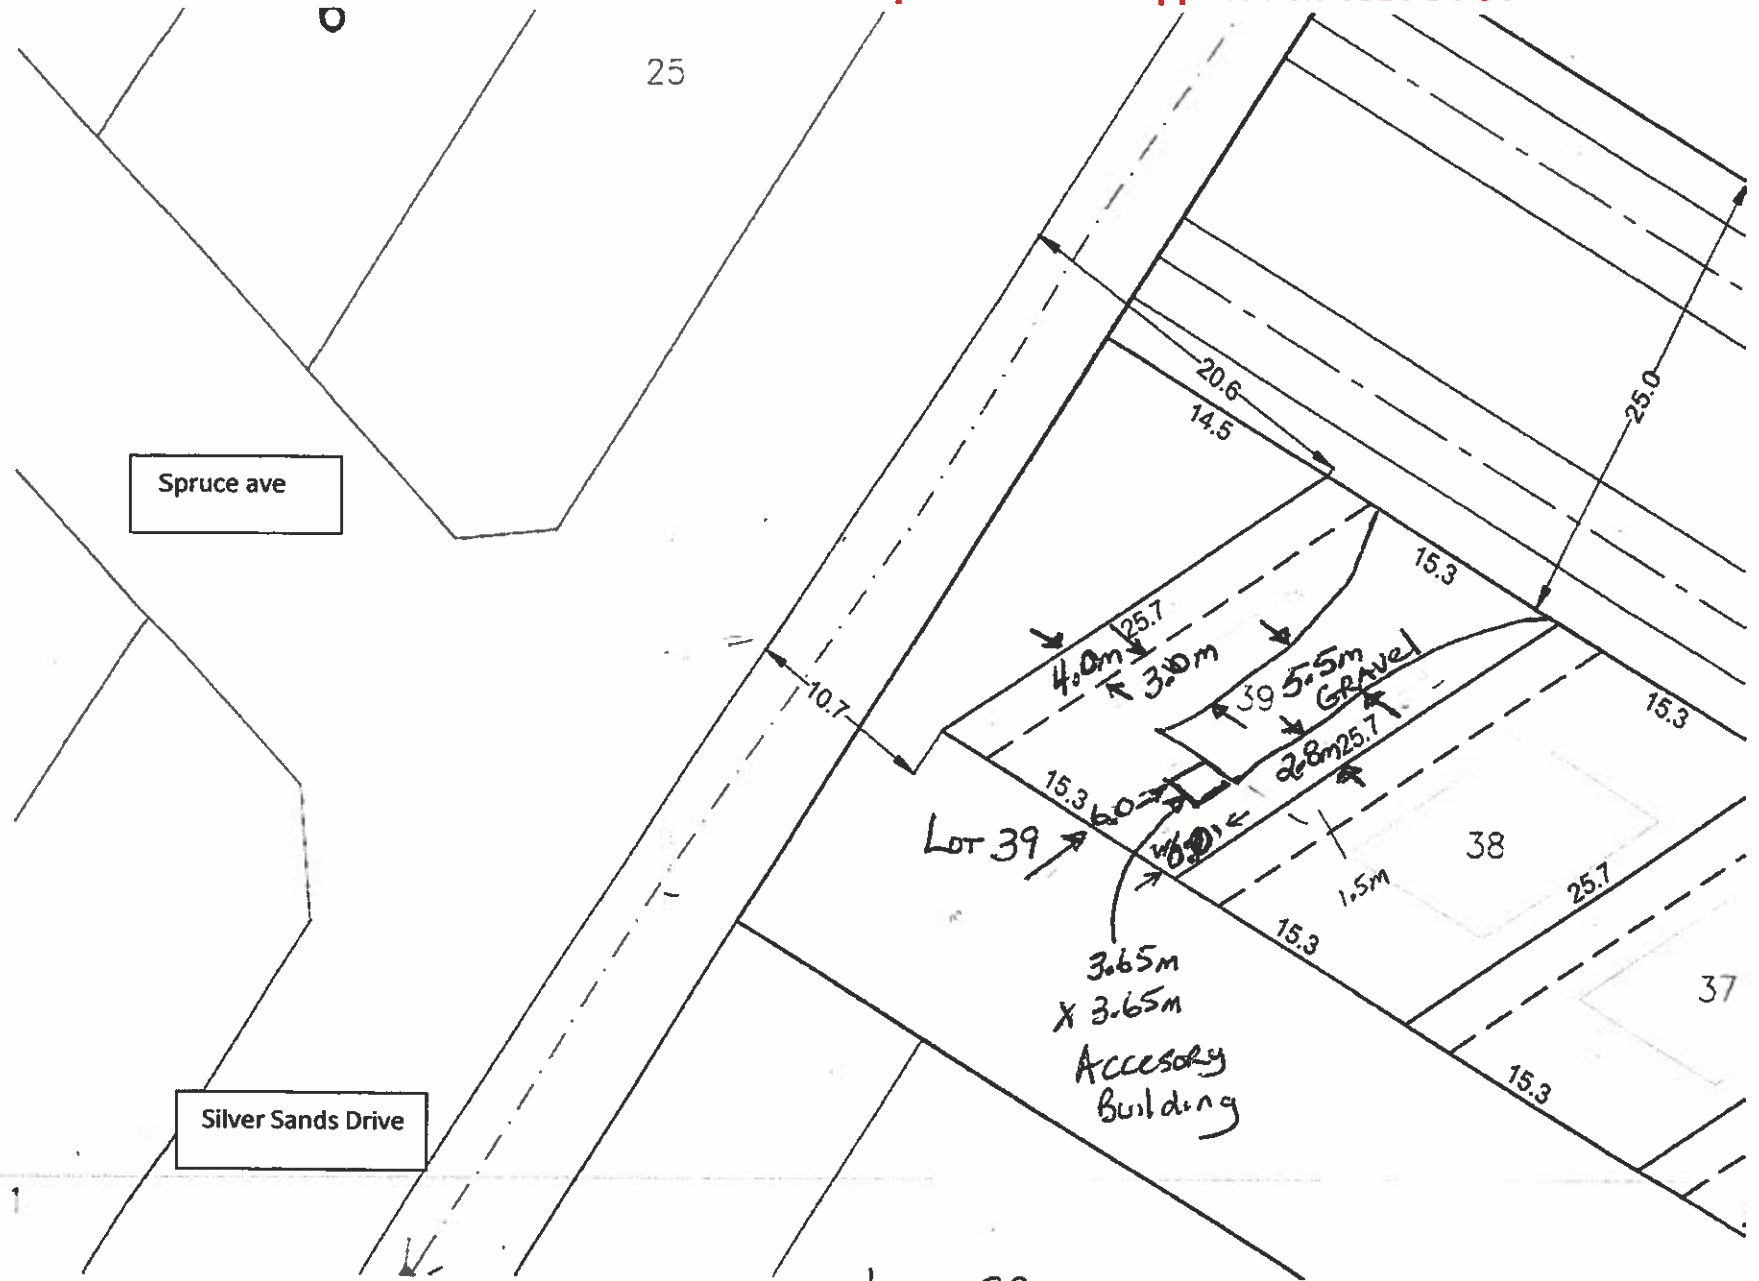 25
Spruce ave
20.6
14.5
25.0
15.3
25.7
4.0m
3.0m
39
5.5m
GRAVEl
15.3
10.7
2.8m
25.7
15.3
6.0
LOT 39
38
1.5m
25.7
15.3
3.65m
X 3.65m
ACCESORY
Building
37
15.3
Silver Sands Drive
1